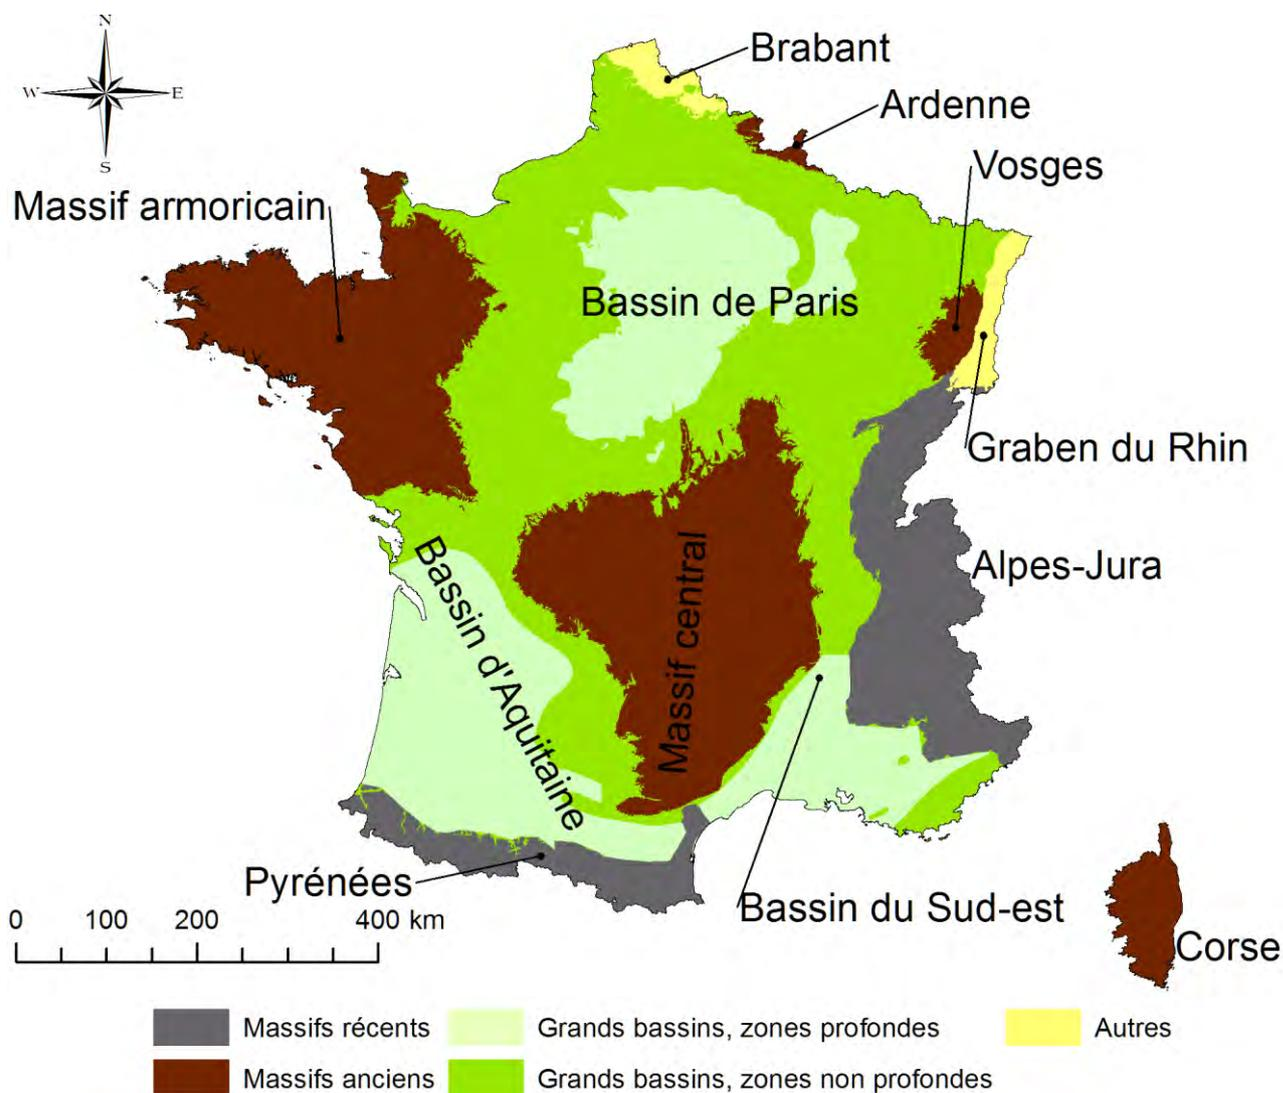 N
W
E
S
Brabant
Ardenne
Vosges
Massif armoricain
Bassin de Paris
Graben du Rhin
Alpes-Jura
Bassin d'Aquitaine
Massif central
Pyrénées
Bassin du Sud-est
Corse
0 100 200 400 km
Massifs récents
Grands bassins, zones profondes
Autres
Massifs anciens
Grands bassins, zones non profondes